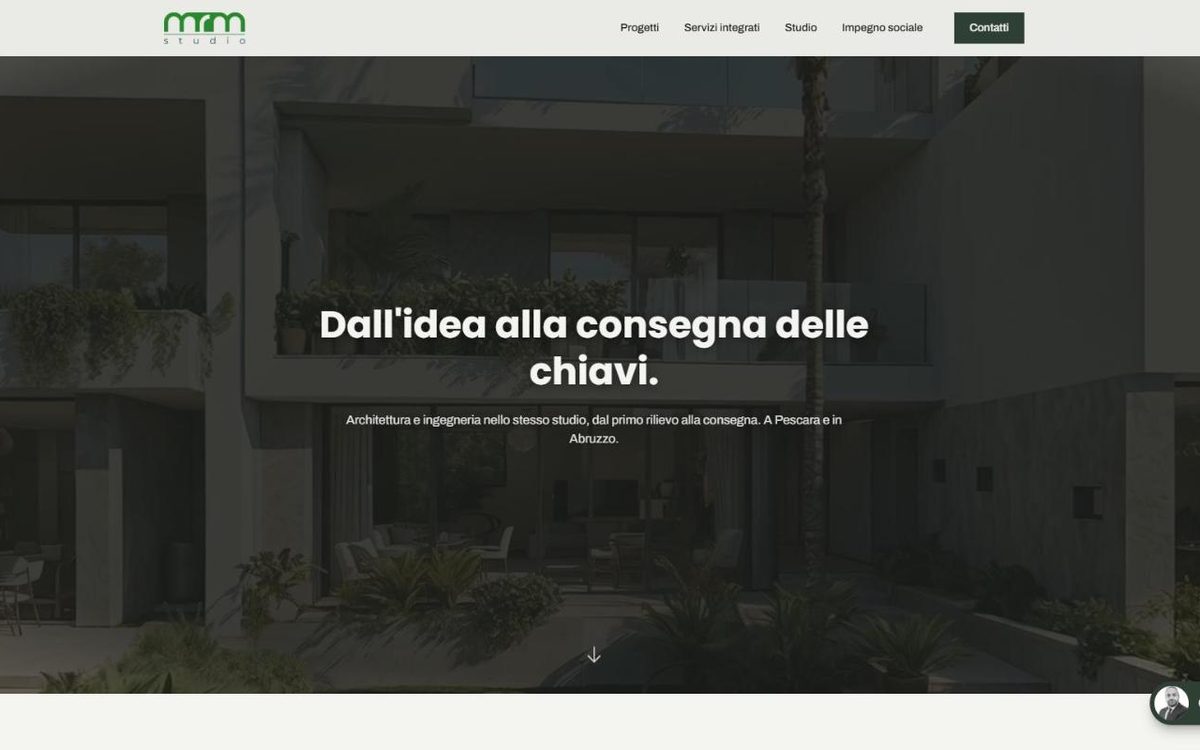 mrm
studio
Progetti
Servizi integrati
Studio
Impegno sociale
Contatti
Dall'idea alla consegna delle
chiavi.
Architettura e ingegneria nello stesso studio, dal primo rilievo alla consegna. A Pescara e in
Abruzzo.